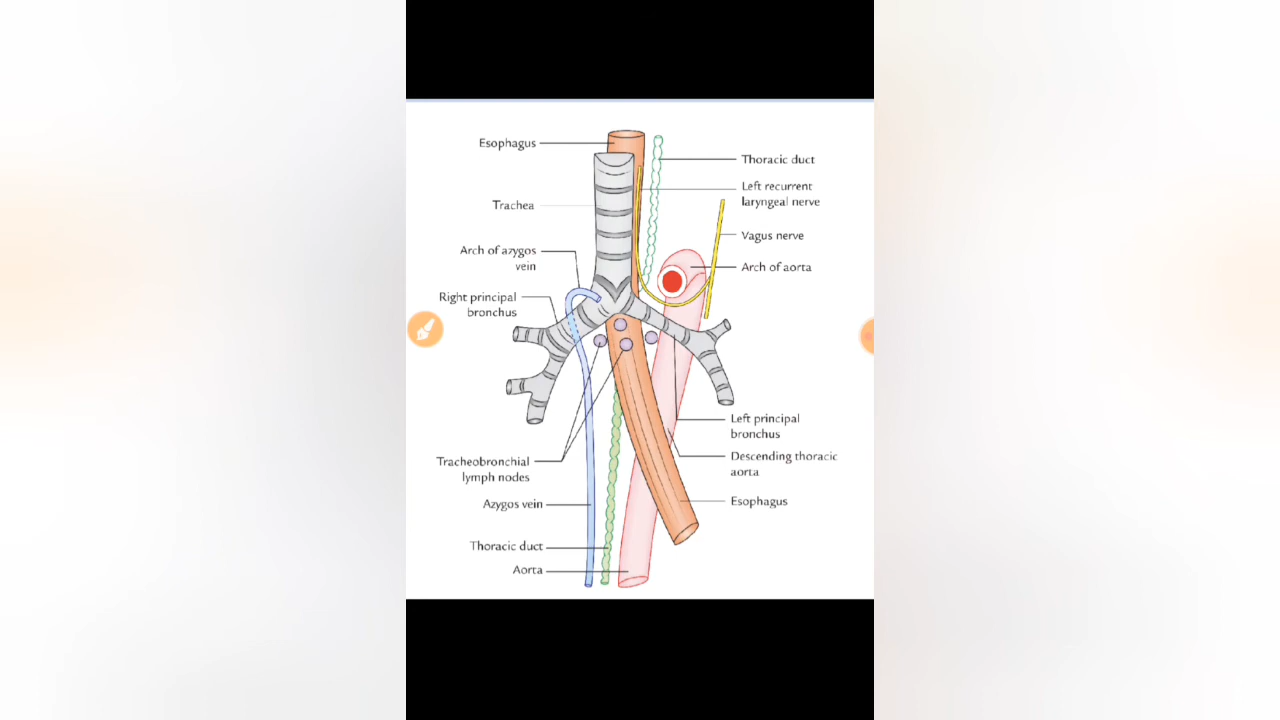 Esophagus
Thoracic duct
Left recurrent
laryngeal nerve
Trachea
Vagus nerve
Arch of azygos
vein
Arch of aorta
Right principal
bronchus
Left principal
bronchus
Descending thoracic
aorta
Tracheobronchial
lymph nodes
Azygos vein
Esophagus
Thoracic duct
Aorta